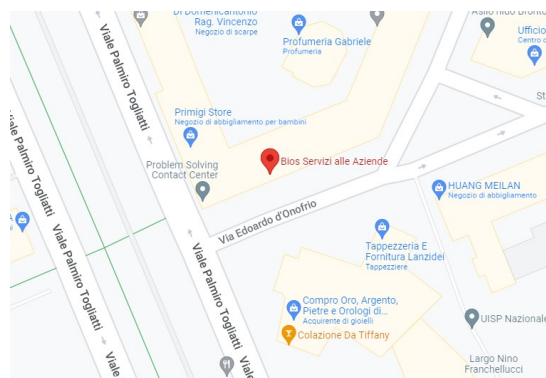 Di Domenicantonio
Rag. Vincenzo
Negozio di scarpe
Asilo Nido Bronto
Ufficio
Centro
Profumeria Gabriele
Profumeria
Viale Palmiro Togliatti
Viale Palmiro Togliatti
St
Primigi Store
Negozio di abbigliamento per bambini
Bios Servizi alle Aziende
Problem Solving
Contact Center
HUANG MEILAN
Negozio di abbigliamento
Via Edoardo d'Onofrio
Viale Palmiro Togliatti
Viale Palmiro Togliatti
Viale
Tappezzeria E
Fornitura Lanzidei
Tappezziere
Compro Oro, Argento,
Pietre e Orologi di...
Acquirente di gioielli
UISP Nazionale
Colazione Da Tiffany
Largo Nino
Franchellucci